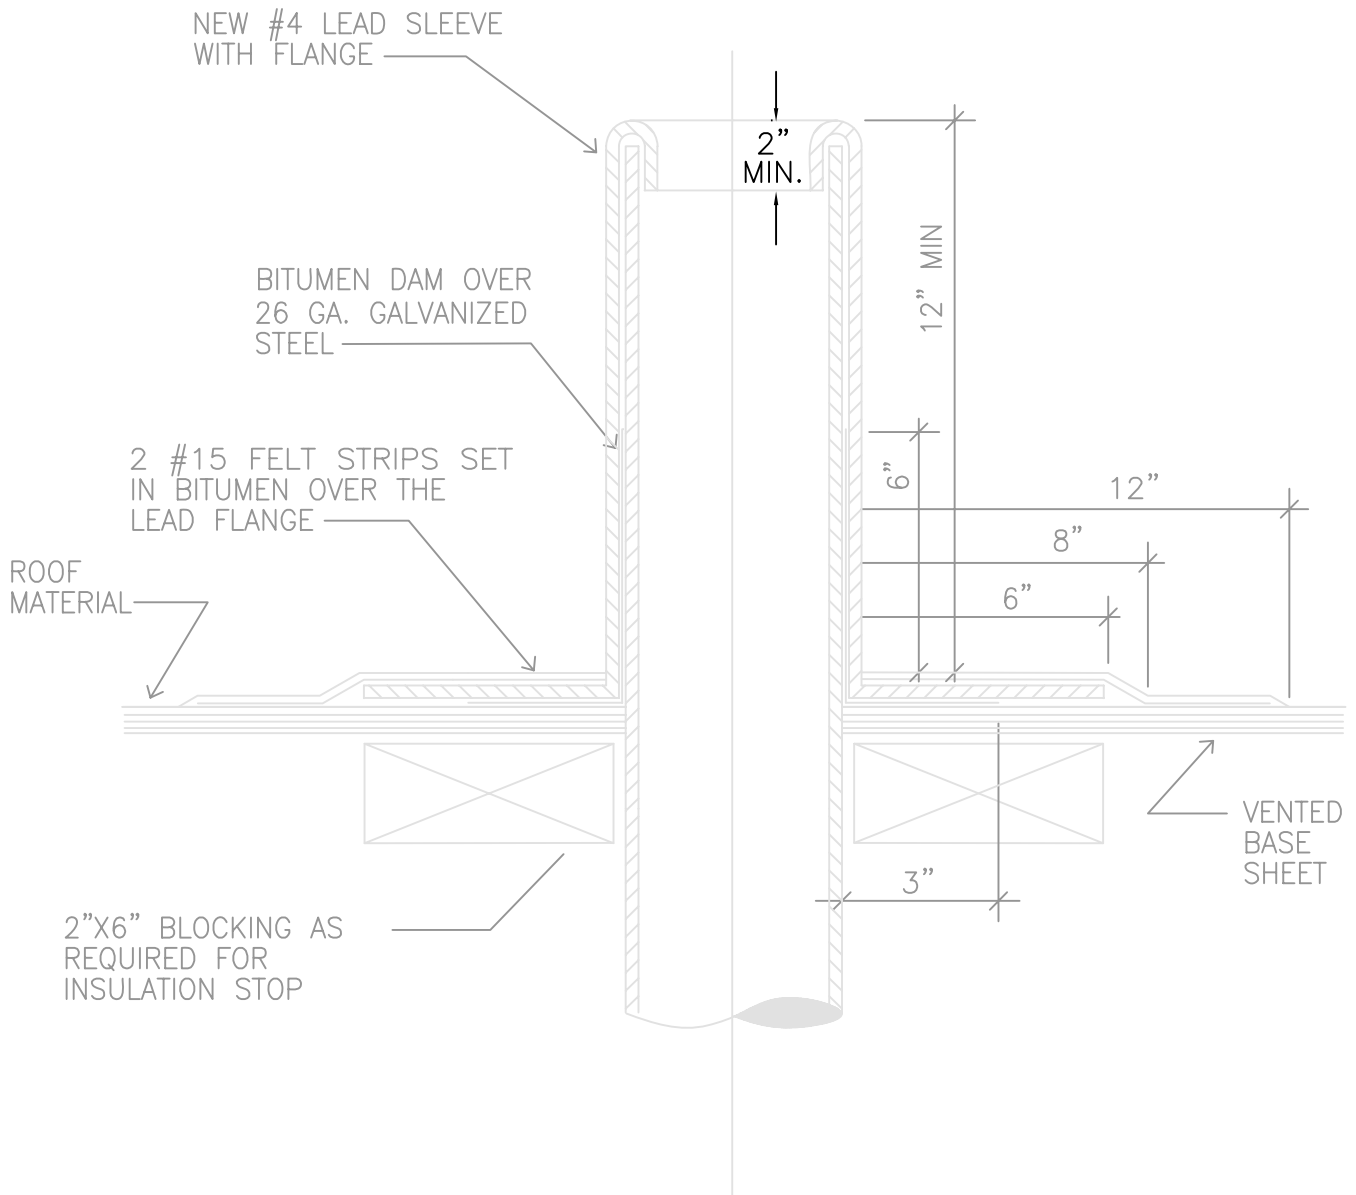 NEW #4 LEAD SLEEVE
WITH FLANGE
2”
MIN.
12” MIN
BITUMEN DAM OVER
26 GA. GALVANIZED
STEEL
2 #15 FELT STRIPS SET
IN BITUMEN OVER THE
LEAD FLANGE
6”
12”
8”
6”
ROOF
MATERIAL
VENTED
BASE
SHEET
3”
2”X6” BLOCKING AS
REQUIRED FOR
INSULATION STOP